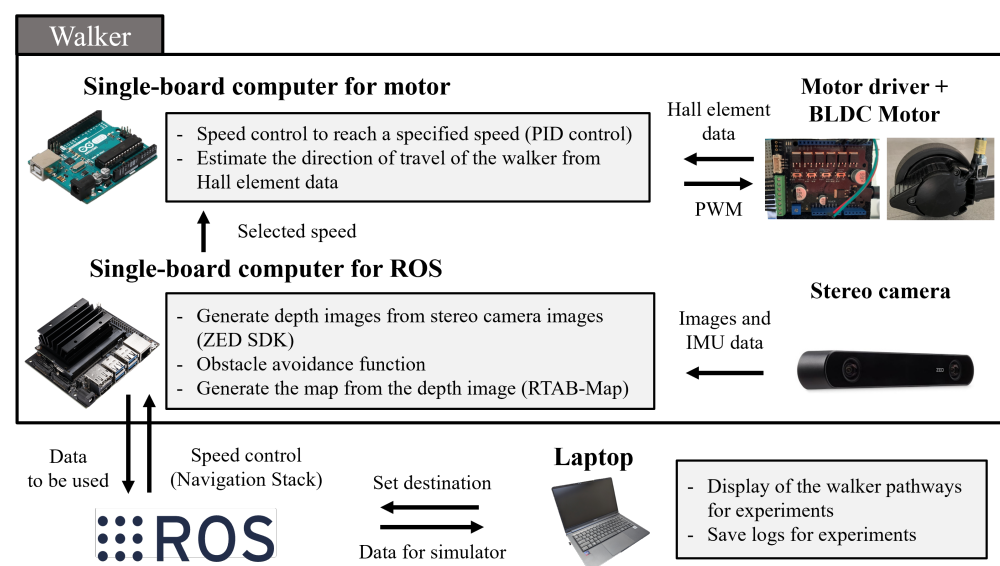 Walker
Single-board computer for motor
- Speed control to reach a specified speed (PID control)
- Estimate the direction of travel of the walker from
Hall element data
Hall element
data
PWM
Motor driver +
BLDC Motor
Selected speed
Single-board computer for ROS
- Generate depth images from stereo camera images
(ZED SDK)
- Obstacle avoidance function
- Generate the map from the depth image (RTAB-Map)
Images and
IMU data
Stereo camera
ZED
Data
to be used
Speed control
(Navigation Stack)
ROS
Set destination
Data for simulator
Laptop
- Display of the walker pathways
for experiments
- Save logs for experiments